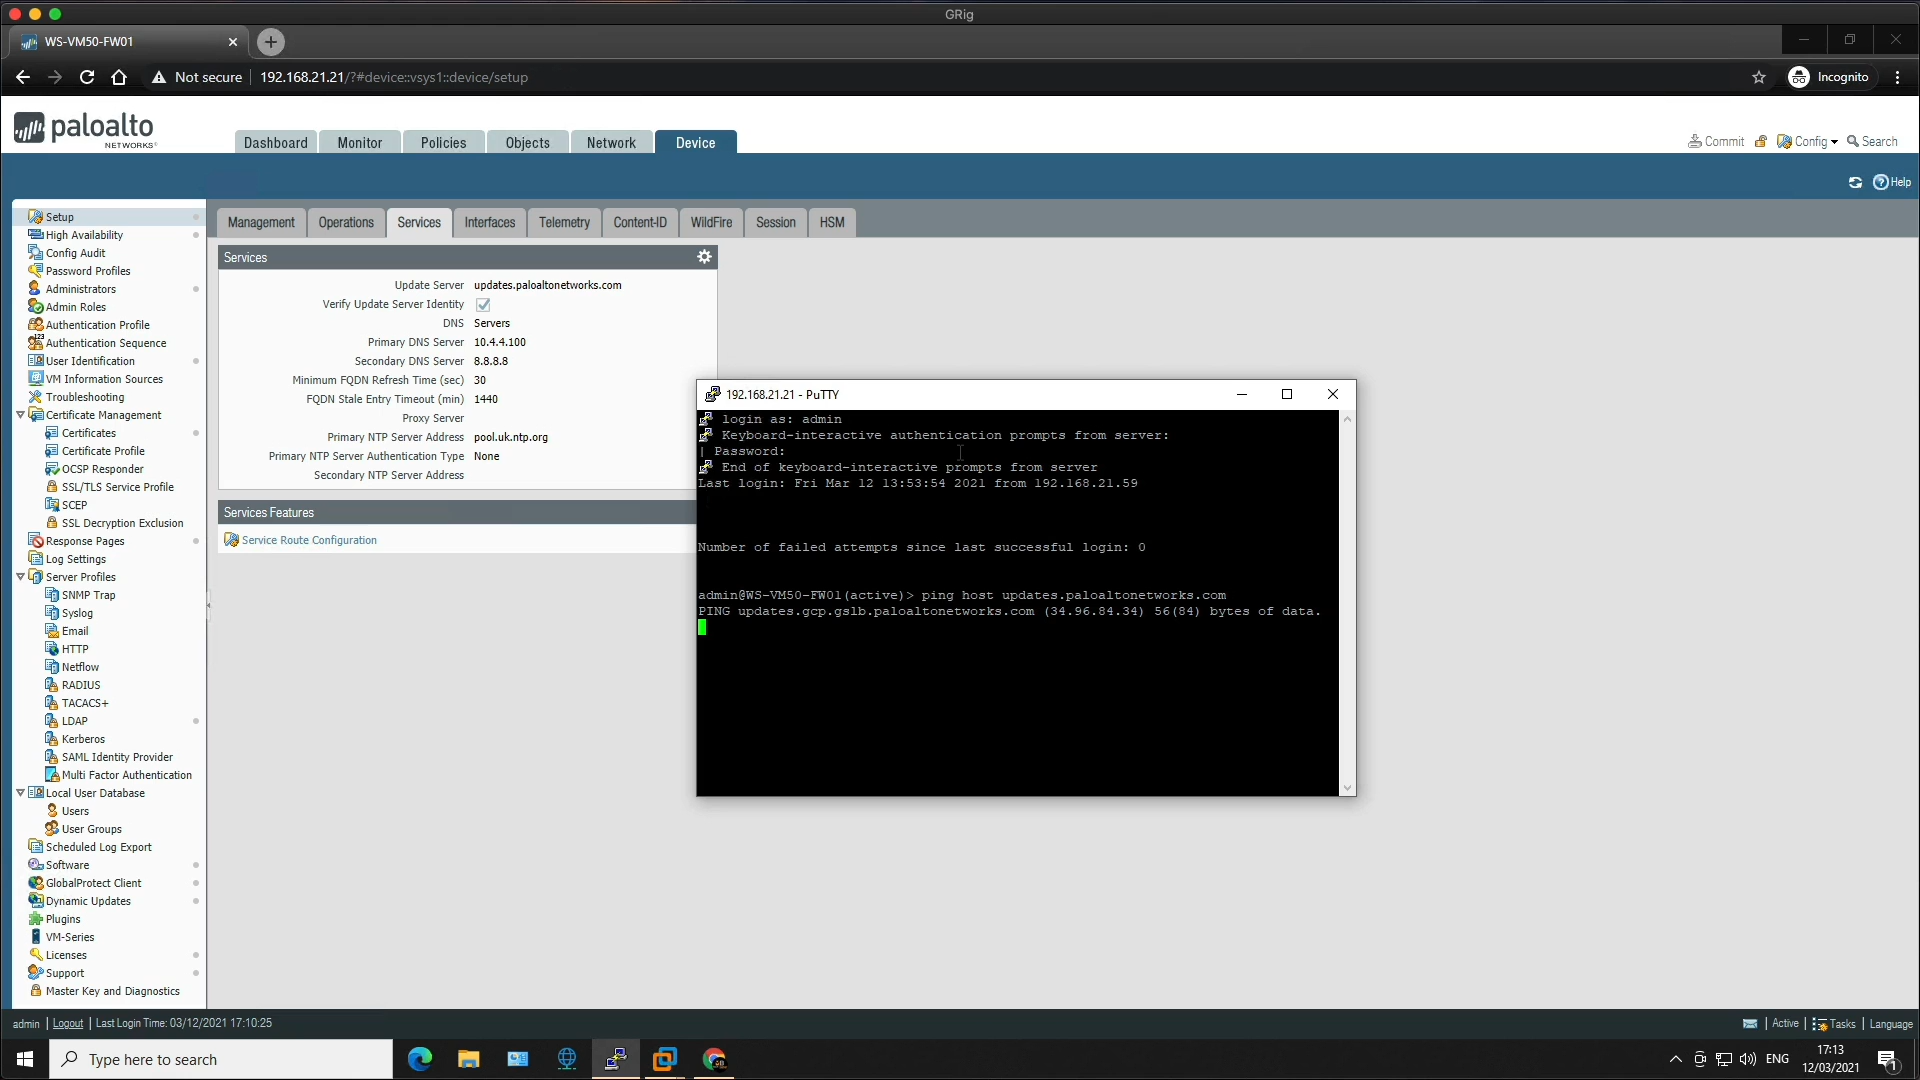 GRig
WS-VM50-FW01
Not secure
192.168.21.21/?#device::vsys1::device/setup
Incognito
paloalto
NETWORKS®
Dashboard
Monitor
Policies
Objects
Network
Device
Commit
Config
Search
Help
Setup
High Availability
Config Audit
Password Profiles
Administrators
Admin Roles
Authentication Profile
Authentication Sequence
User Identification
VM Information Sources
Troubleshooting
Certificate Management
Certificates
Certificate Profile
OCSP Responder
SSL/TLS Service Profile
SCEP
SSL Decryption Exclusion
Response Pages
Log Settings
Server Profiles
SNMP Trap
Syslog
Email
HTTP
Netflow
RADIUS
TACACS+
LDAP
Kerberos
SAML Identity Provider
Multi Factor Authentication
Local User Database
Users
User Groups
Scheduled Log Export
Software
GlobalProtect Client
Dynamic Updates
Plugins
VM-Series
Licenses
Support
Master Key and Diagnostics
Management
Operations
Services
Interfaces
Telemetry
Content-ID
WildFire
Session
HSM
Services
Update Server updates.paloaltonetworks.com
Verify Update Server Identity
DNS Servers
Primary DNS Server 10.4.4.100
Secondary DNS Server 8.8.8.8
Minimum FQDN Refresh Time (sec) 30
FQDN Stale Entry Timeout (min) 1440
Proxy Server
Primary NTP Server Address pool.uk.ntp.org
Primary NTP Server Authentication Type None
Secondary NTP Server Address
Services Features
Service Route Configuration
192.168.21.21 - PuTTY
login as: admin
Keyboard-interactive authentication prompts from server:
| Password:
End of keyboard-interactive prompts from server
Last login: Fri Mar 12 13:53:54 2021 from 192.168.21.59
Number of failed attempts since last successful login: 0
admin@WS-VM50-FW01(active)> ping host updates.paloaltonetworks.com
PING updates.gcp.gslb.paloaltonetworks.com (34.96.84.34) 56(84) bytes of data.
admin | Logout | Last Login Time: 03/12/2021 17:10:25
| Active | Tasks | Language
Type here to search
ENG
17:13
12/03/2021
1